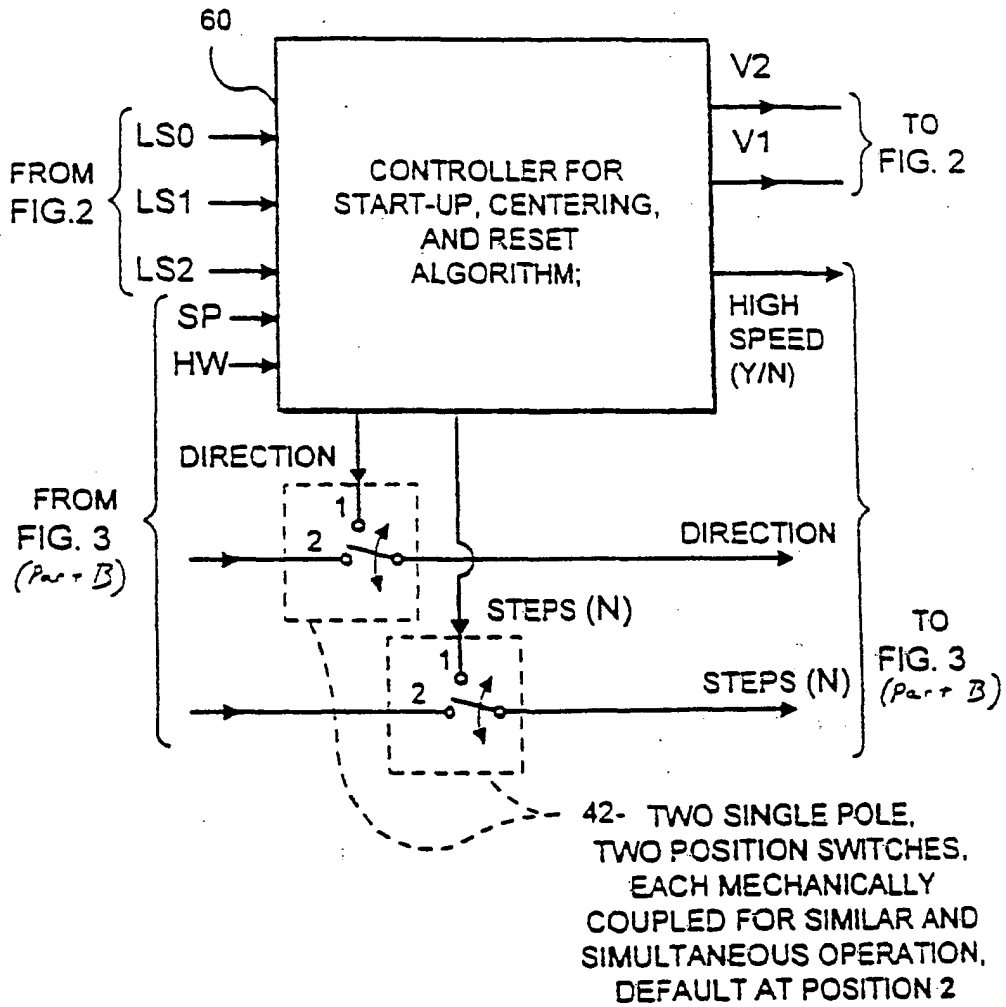 60
V2
LS0
FROM
FIG.2
LS1
LS2
SP
HW
CONTROLLER FOR
START-UP, CENTERING,
AND RESET
ALGORITHM;
V1
TO
FIG. 2
HIGH
SPEED
(Y/N)
DIRECTION
1
2
DIRECTION
FROM
FIG. 3
(Part B)
STEPS (N)
1
2
STEPS (N)
TO
FIG. 3
(Part B)
42- TWO SINGLE POLE,
TWO POSITION SWITCHES,
EACH MECHANICALLY
COUPLED FOR SIMILAR AND
SIMULTANEOUS OPERATION,
DEFAULT AT POSITION 2